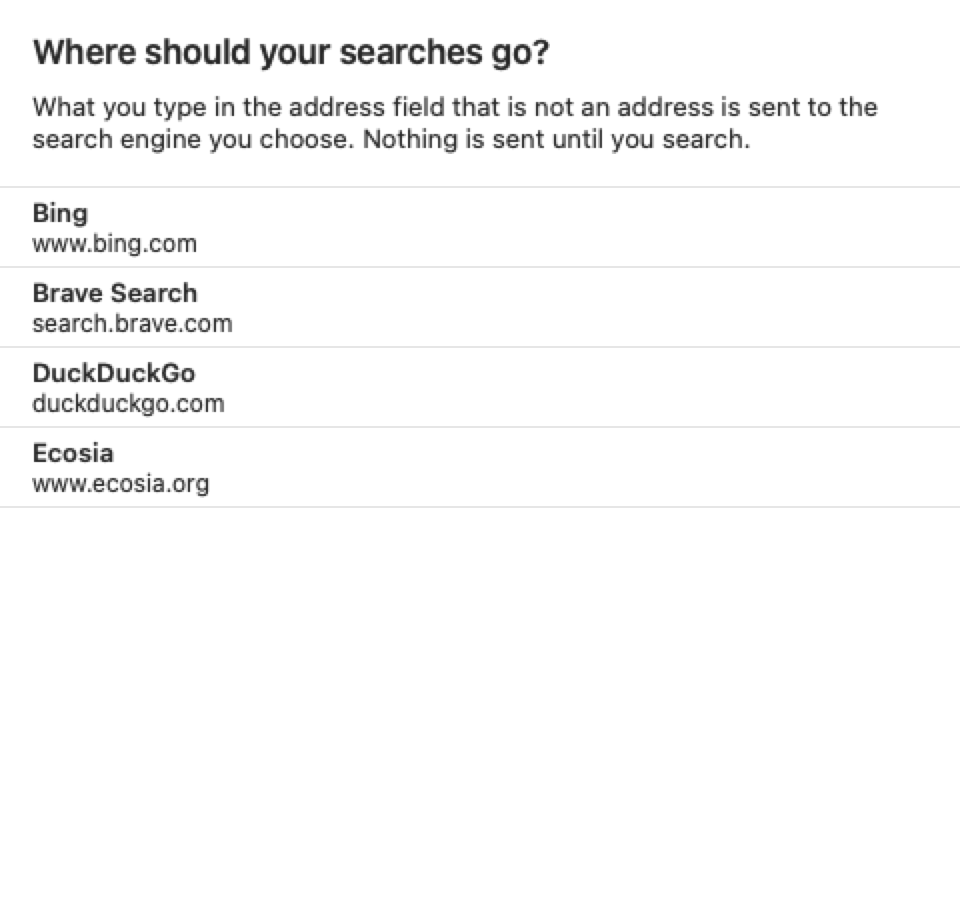 Where should your searches go?
What you type in the address field that is not an address is sent to the
search engine you choose. Nothing is sent until you search.
Bing
www.bing.com
Brave Search
search.brave.com
DuckDuckGo
duckduckgo.com
Ecosia
www.ecosia.org